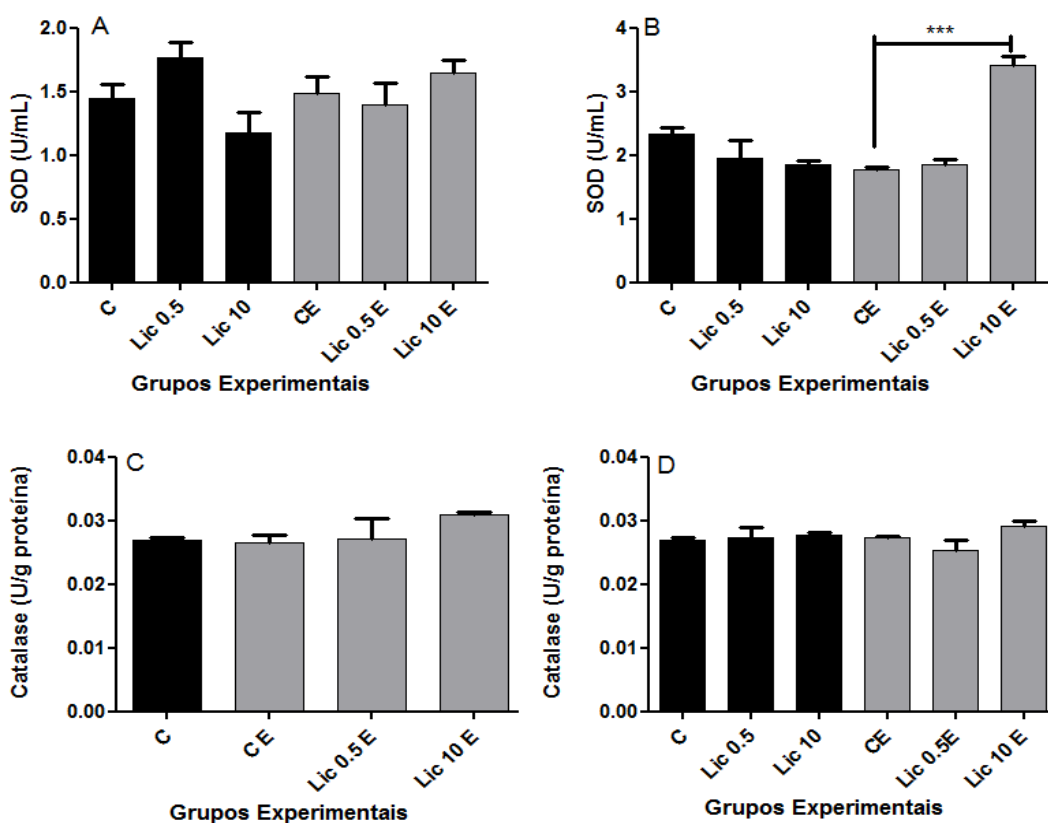 A
SOD (U/mL)
2.0
1.5
1.0
0.5
0.0
C
Lic 0.5
Lic 10
CE
Lic 0.5 E
Lic 10 E
Grupos Experimentais
B
***
SOD (U/mL)
4
3
2
1
0
C
Lic 0.5
Lic 10
CE
Lic 0.5 E
Lic 10 E
Grupos Experimentais
C
Catalase (U/g proteína)
0.04
0.03
0.02
0.01
0.00
C
C E
Lic 0.5 E
Lic 10 E
Grupos Experimentais
D
Catalase (U/g proteína)
0.04
0.03
0.02
0.01
0.00
C
Lic 0.5
Lic 10
CE
Lic 0.5E
Lic 10 E
Grupos Experimentais